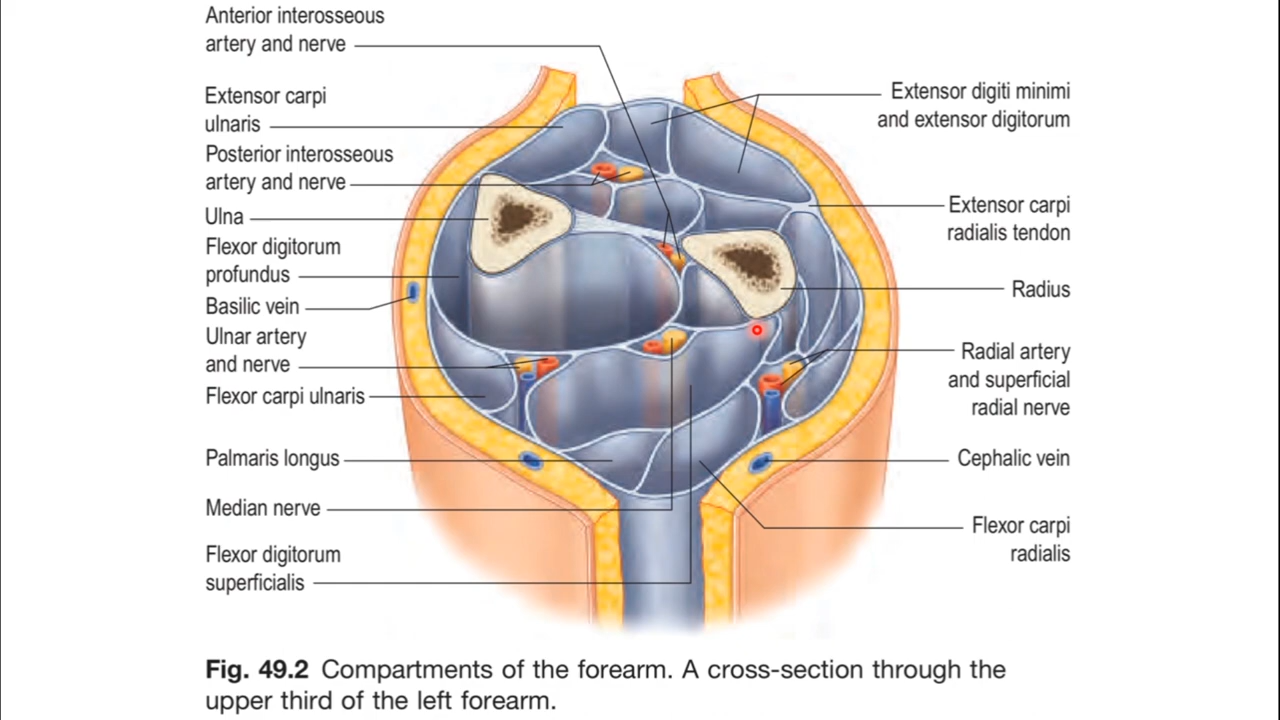 Anterior interosseous
artery and nerve
Extensor carpi
ulnaris
Posterior interosseous
artery and nerve
Ulna
Flexor digitorum
profundus
Basilic vein
Ulnar artery
and nerve
Flexor carpi ulnaris
Palmaris longus
Median nerve
Flexor digitorum
superficialis
Extensor digiti minimi
and extensor digitorum
Extensor carpi
radialis tendon
Radius
Radial artery
and superficial
radial nerve
Cephalic vein
Flexor carpi
radialis
Fig. 49.2 Compartments of the forearm. A cross-section through the
upper third of the left forearm.